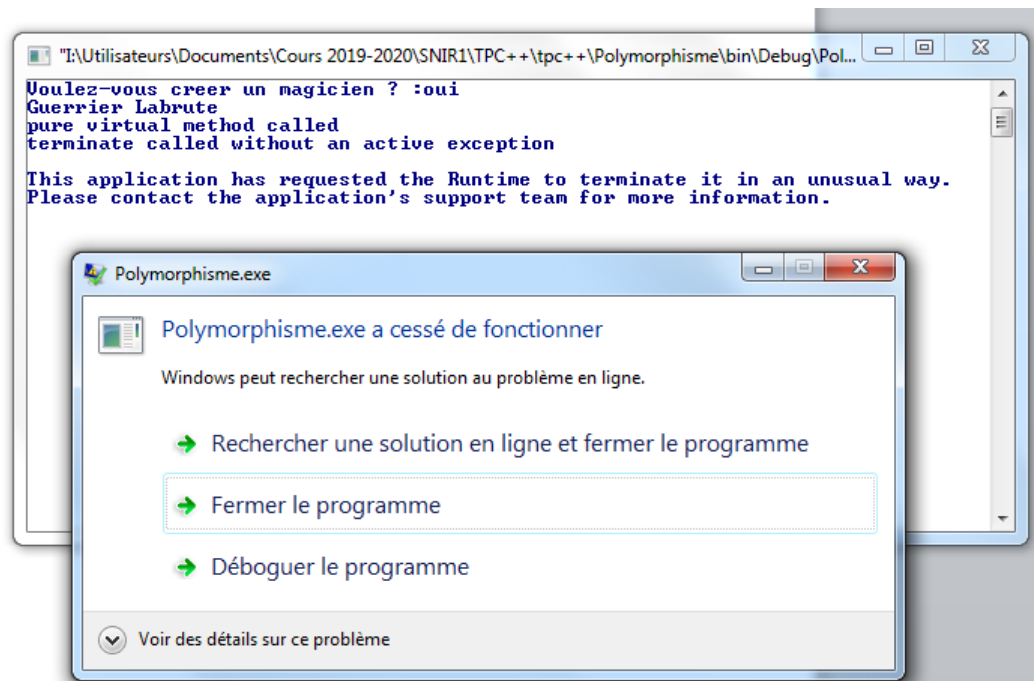 "I:\Utilisateurs\Documents\Cours 2019-2020\SNIR1\TPC++\tpc++\Polymorphisme\bin\Debug\Pol...
Voulez-vous creer un magicien ? :oui
Guerrier Labrute
pure virtual method called
terminate called without an active exception
This application has requested the Runtime to terminate it in an unusual way.
Please contact the application's support team for more information.
Polymorphisme.exe
Polymorphisme.exe a cessé de fonctionner
Windows peut rechercher une solution au problème en ligne.
Rechercher une solution en ligne et fermer le programme
Fermer le programme
Déboguer le programme
Voir des détails sur ce problème